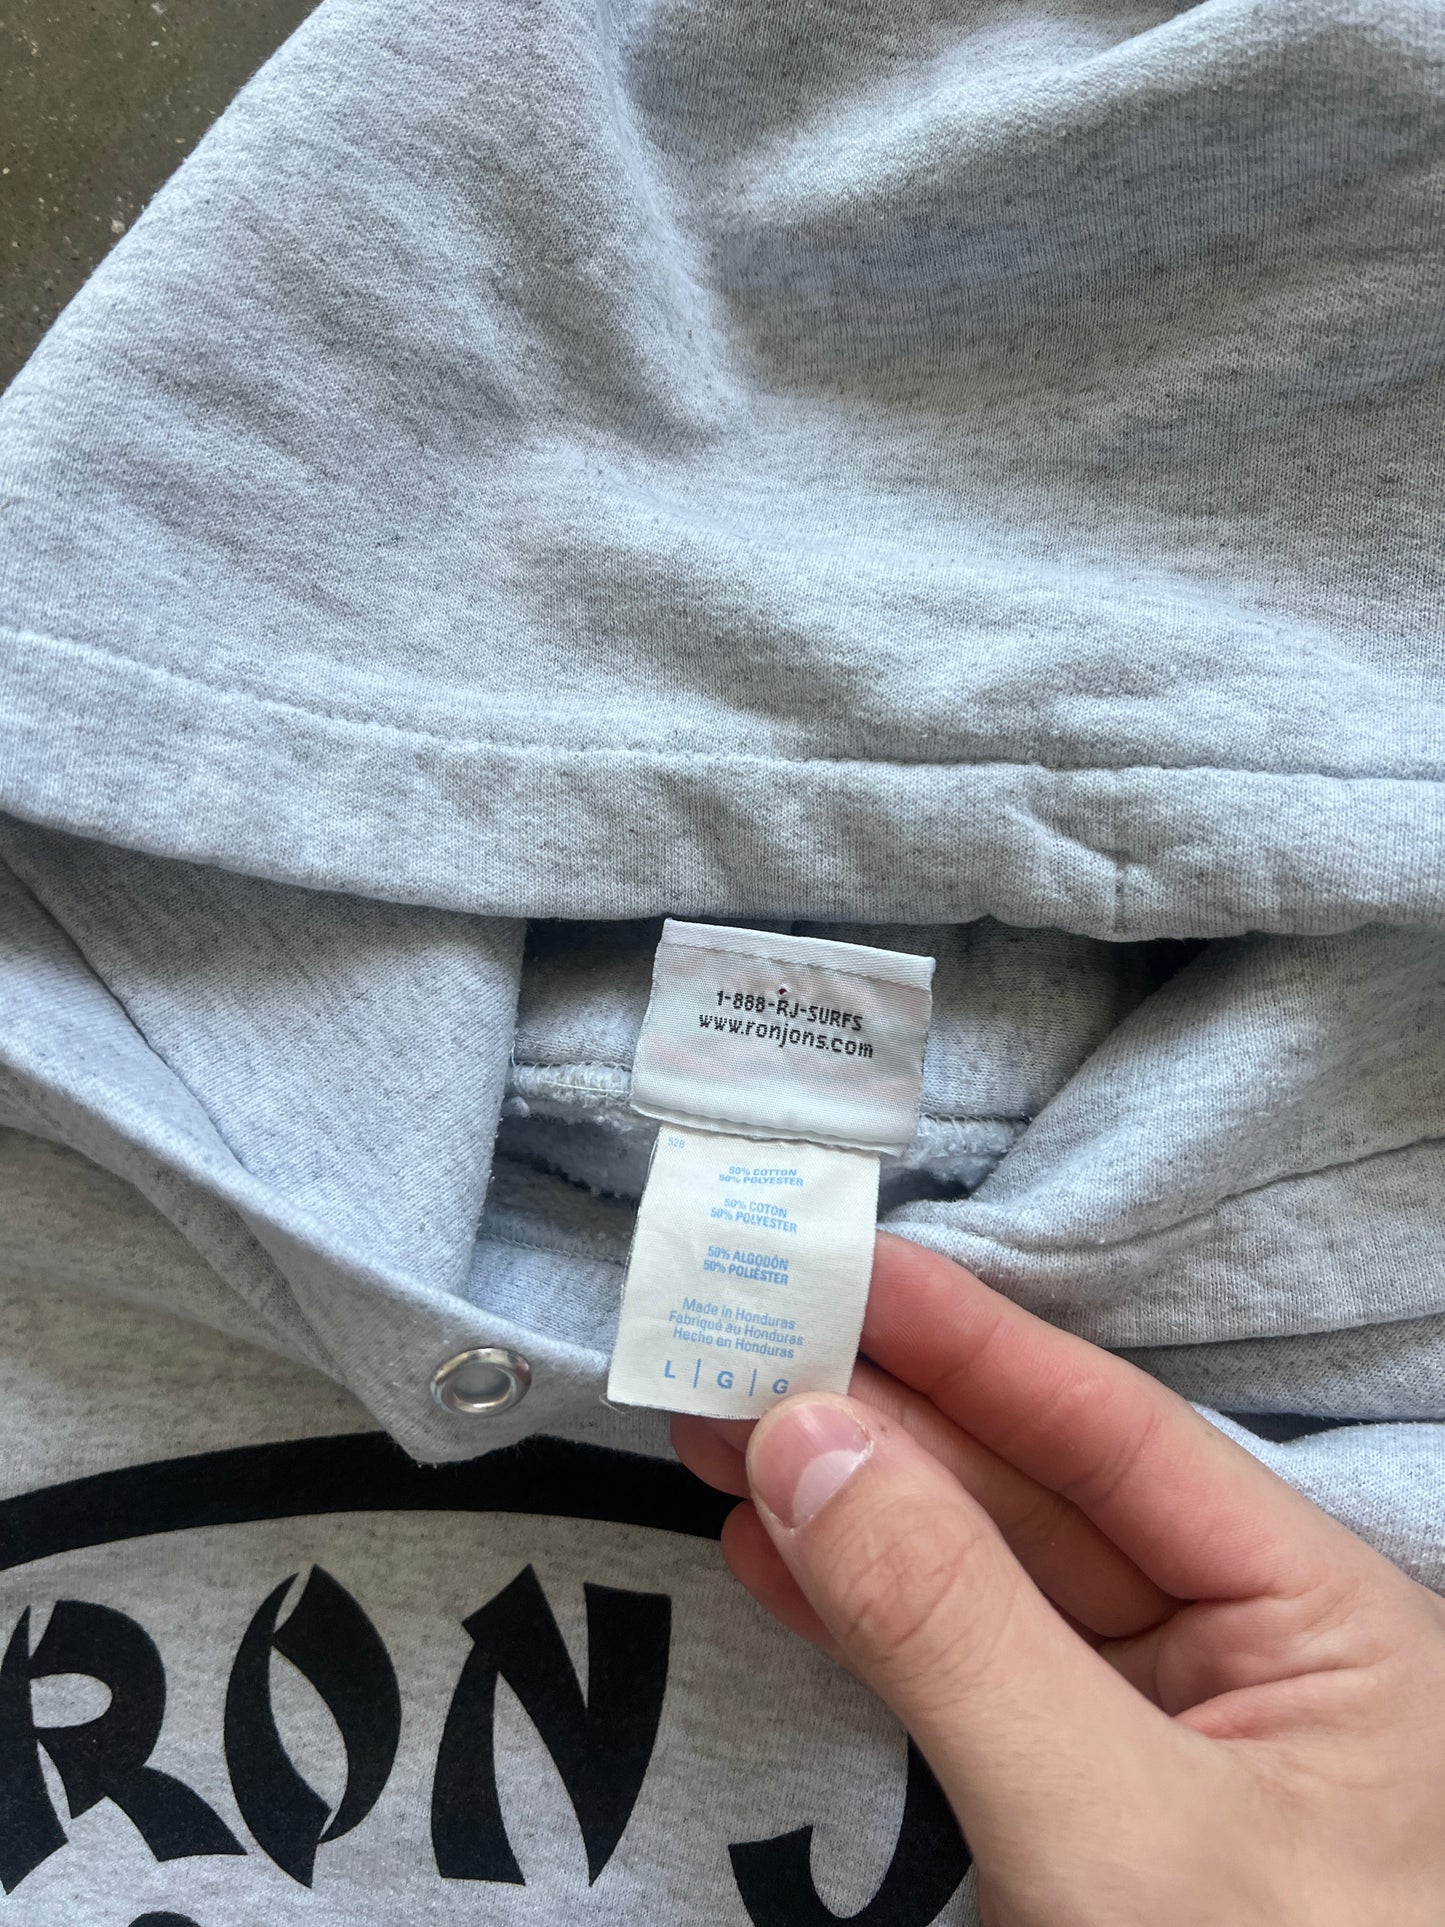 1-888-RJ-SURFS
www.ronjons.com
528
50% COTTON
50% POLYESTER
50% COTON
50% POLYESTER
50% ALGODÓN
50% POLIÉSTER
Made in Honduras
Fabriqué au Honduras
Hecho en Honduras
L | G | G
RON J